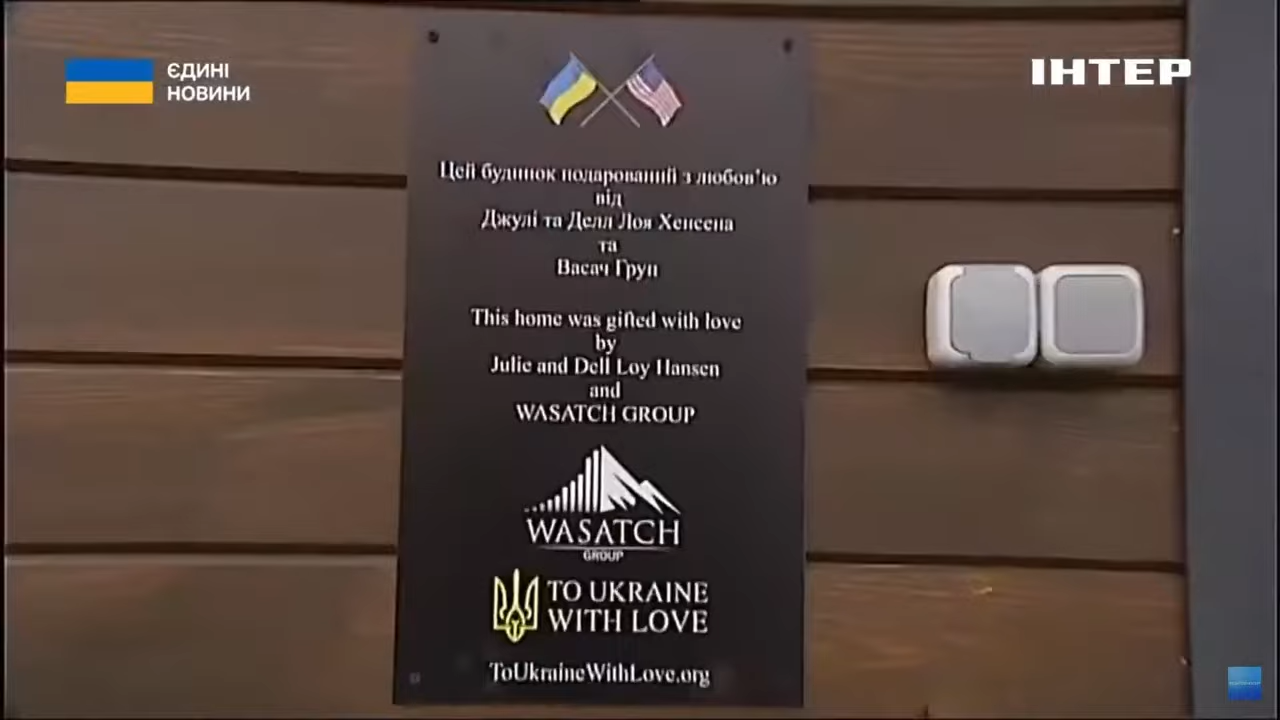 ЄДИНІ
НОВИНИ
ІНТЕР
Цей будинок подарований з любов'ю
від
Джулі та Делл Лоя Хенсена
та
Васач Груп
This home was gifted with love
by
Julie and Dell Loy Hansen
and
WASATCH GROUP
WASATCH
GROUP
TO UKRAINE
WITH LOVE
ToUkraineWithLove.org